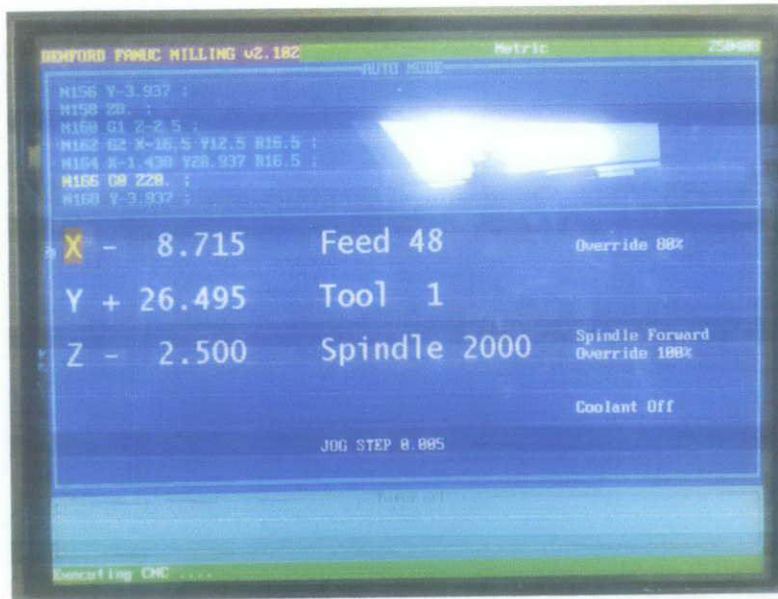 DENFORD FANUC MILLING v2.102 Metric 250400
AUTO MODE
N156 Y-3.937 ;
N158 Z0. ;
N160 G1 Z-2.5 ;
N162 G2 X-16.5 Y12.5 R16.5 ;
N164 X-1.430 Y28.937 R16.5 ;
N166 G0 Z20. ;
N168 Y-3.937 ;
X - 8.715 Feed 48 Override 80%
Y + 26.495 Tool 1
Z - 2.500 Spindle 2000 Spindle Forward
Override 100%
Coolant Off
JOG STEP 0.005
Tutorial
Executing CNC ....